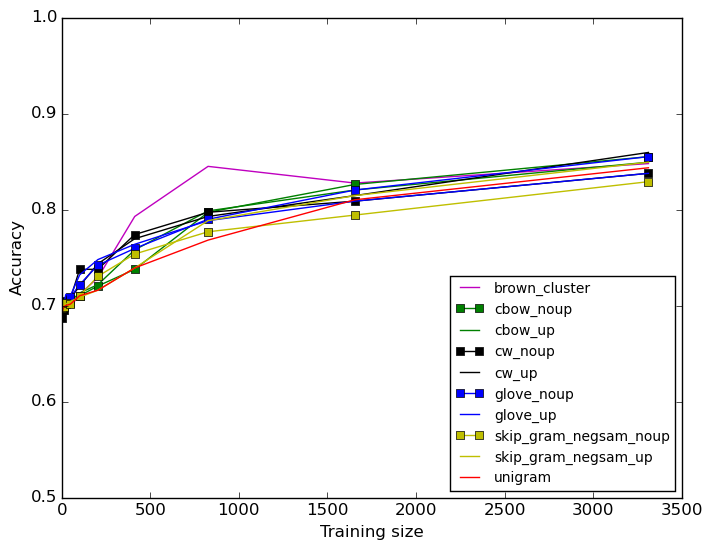 1.0
0.9
0.8
0.7
0.6
0.5
Accuracy
0 500 1000 1500 2000 2500 3000 3500
Training size
brown_cluster
cbow_noup
cbow_up
cw_noup
cw_up
glove_noup
glove_up
skip_gram_negsam_noup
skip_gram_negsam_up
unigram